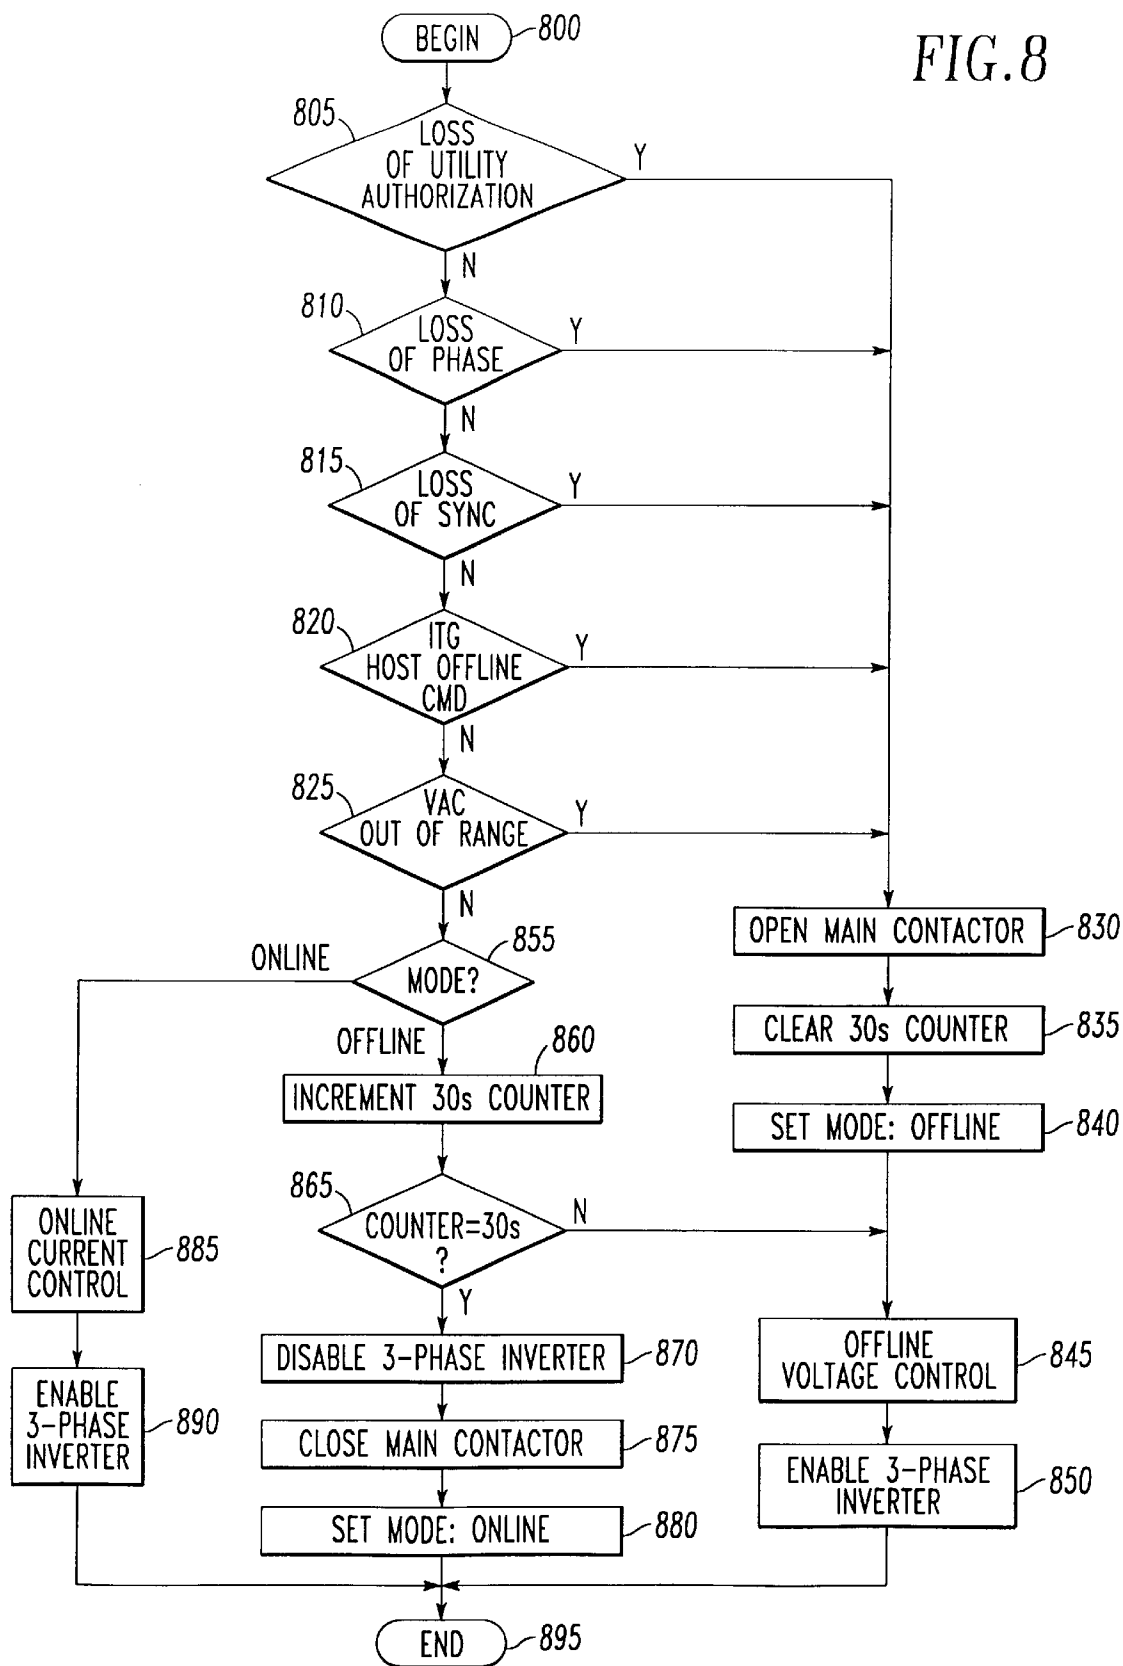 FIG.8
BEGIN
800
805
LOSS
OF UTILITY
AUTHORIZATION
Y
N
810
LOSS
OF PHASE
Y
N
815
LOSS
OF SYNC
Y
N
820
ITG
HOST OFFLINE
CMD
Y
N
825
VAC
OUT OF RANGE
Y
N
855
MODE?
ONLINE
OFFLINE
OPEN MAIN CONTACTOR
830
CLEAR 30s COUNTER
835
SET MODE: OFFLINE
840
860
INCREMENT 30s COUNTER
865
COUNTER=30s
?
N
Y
ONLINE
CURRENT
CONTROL
885
ENABLE
3-PHASE
INVERTER
890
DISABLE 3-PHASE INVERTER
870
CLOSE MAIN CONTACTOR
875
SET MODE: ONLINE
880
OFFLINE
VOLTAGE CONTROL
845
ENABLE 3-PHASE
INVERTER
850
END
895